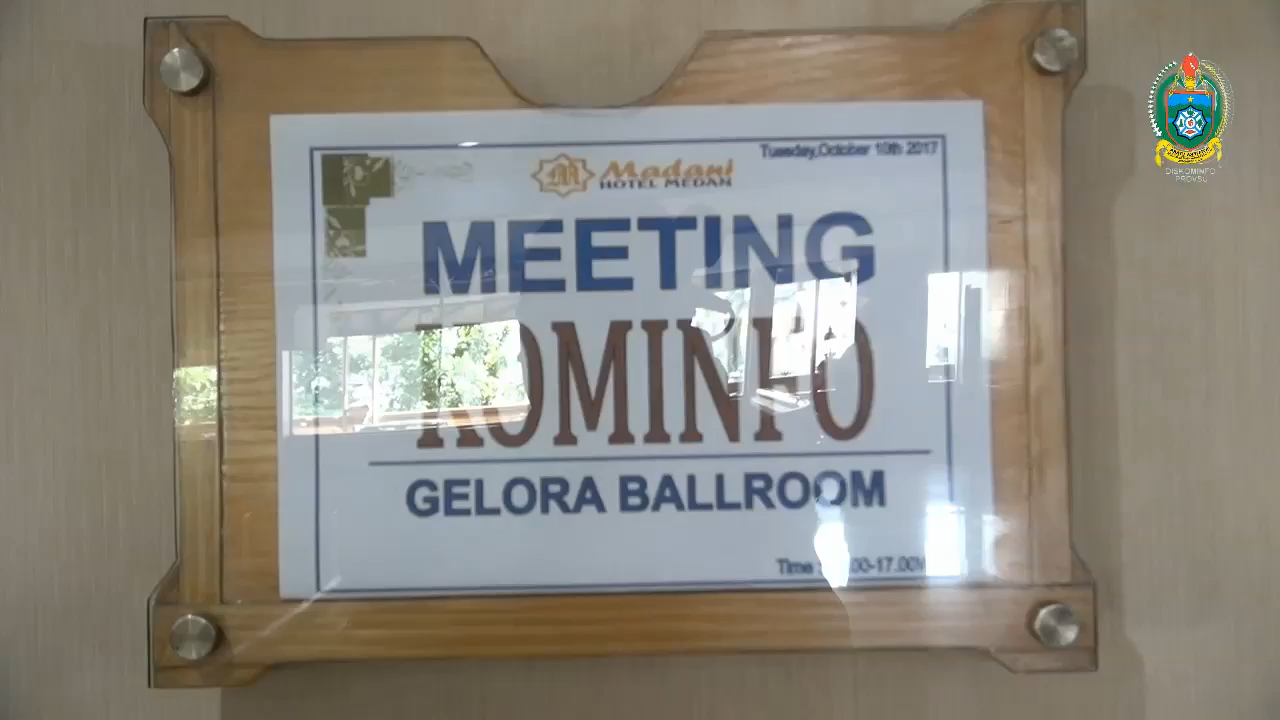 Tuesday,October 10th 2017
Madani
HOTEL MEDAN
MEETING
KOMINFO
GELORA BALLROOM
Time
DISKOMINFO
PROVSU